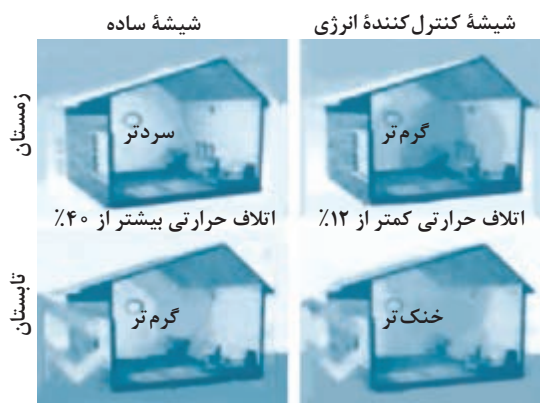 شیشهٔ کنترل‌کنندهٔ انرژی
شیشهٔ ساده
زمستان
گرم‌تر
سردتر
اتلاف حرارتی کمتر از ۱۲٪
اتلاف حرارتی بیشتر از ۴۰٪
تابستان
خنک‌تر
گرم‌تر